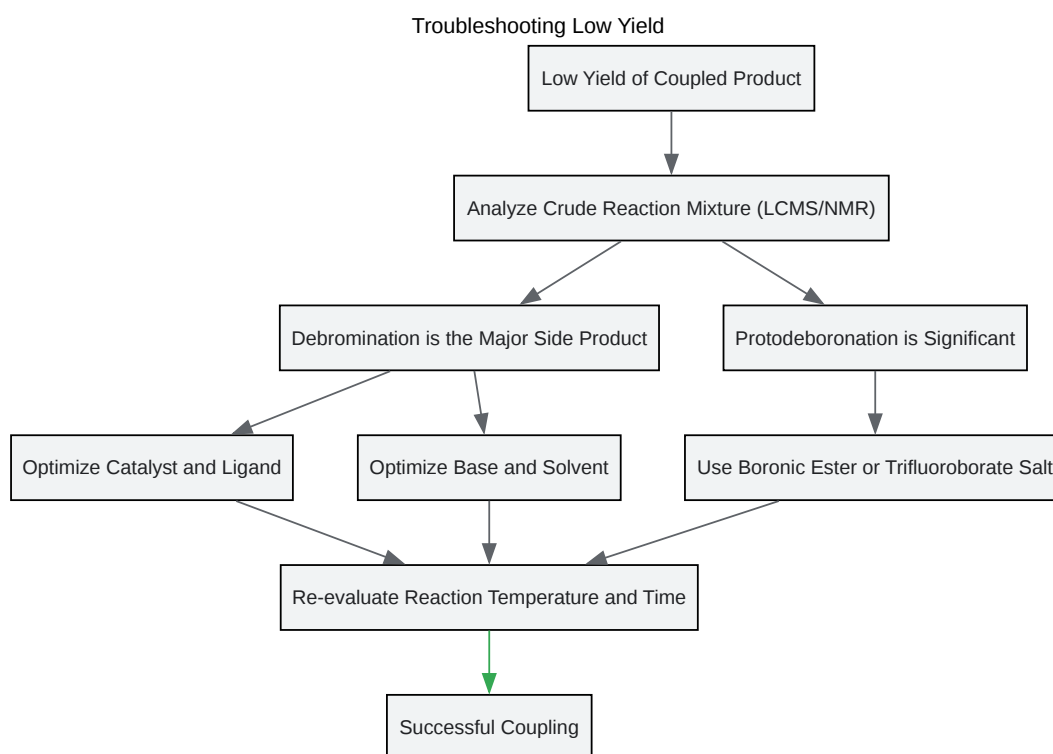 Troubleshooting Low Yield
Low Yield of Coupled Product
Analyze Crude Reaction Mixture (LCMS/NMR)
Debromination is the Major Side Product
Protodeboronation is Significant
Optimize Catalyst and Ligand
Optimize Base and Solvent
Use Boronic Ester or Trifluoroborate Salt
Re-evaluate Reaction Temperature and Time
Successful Coupling